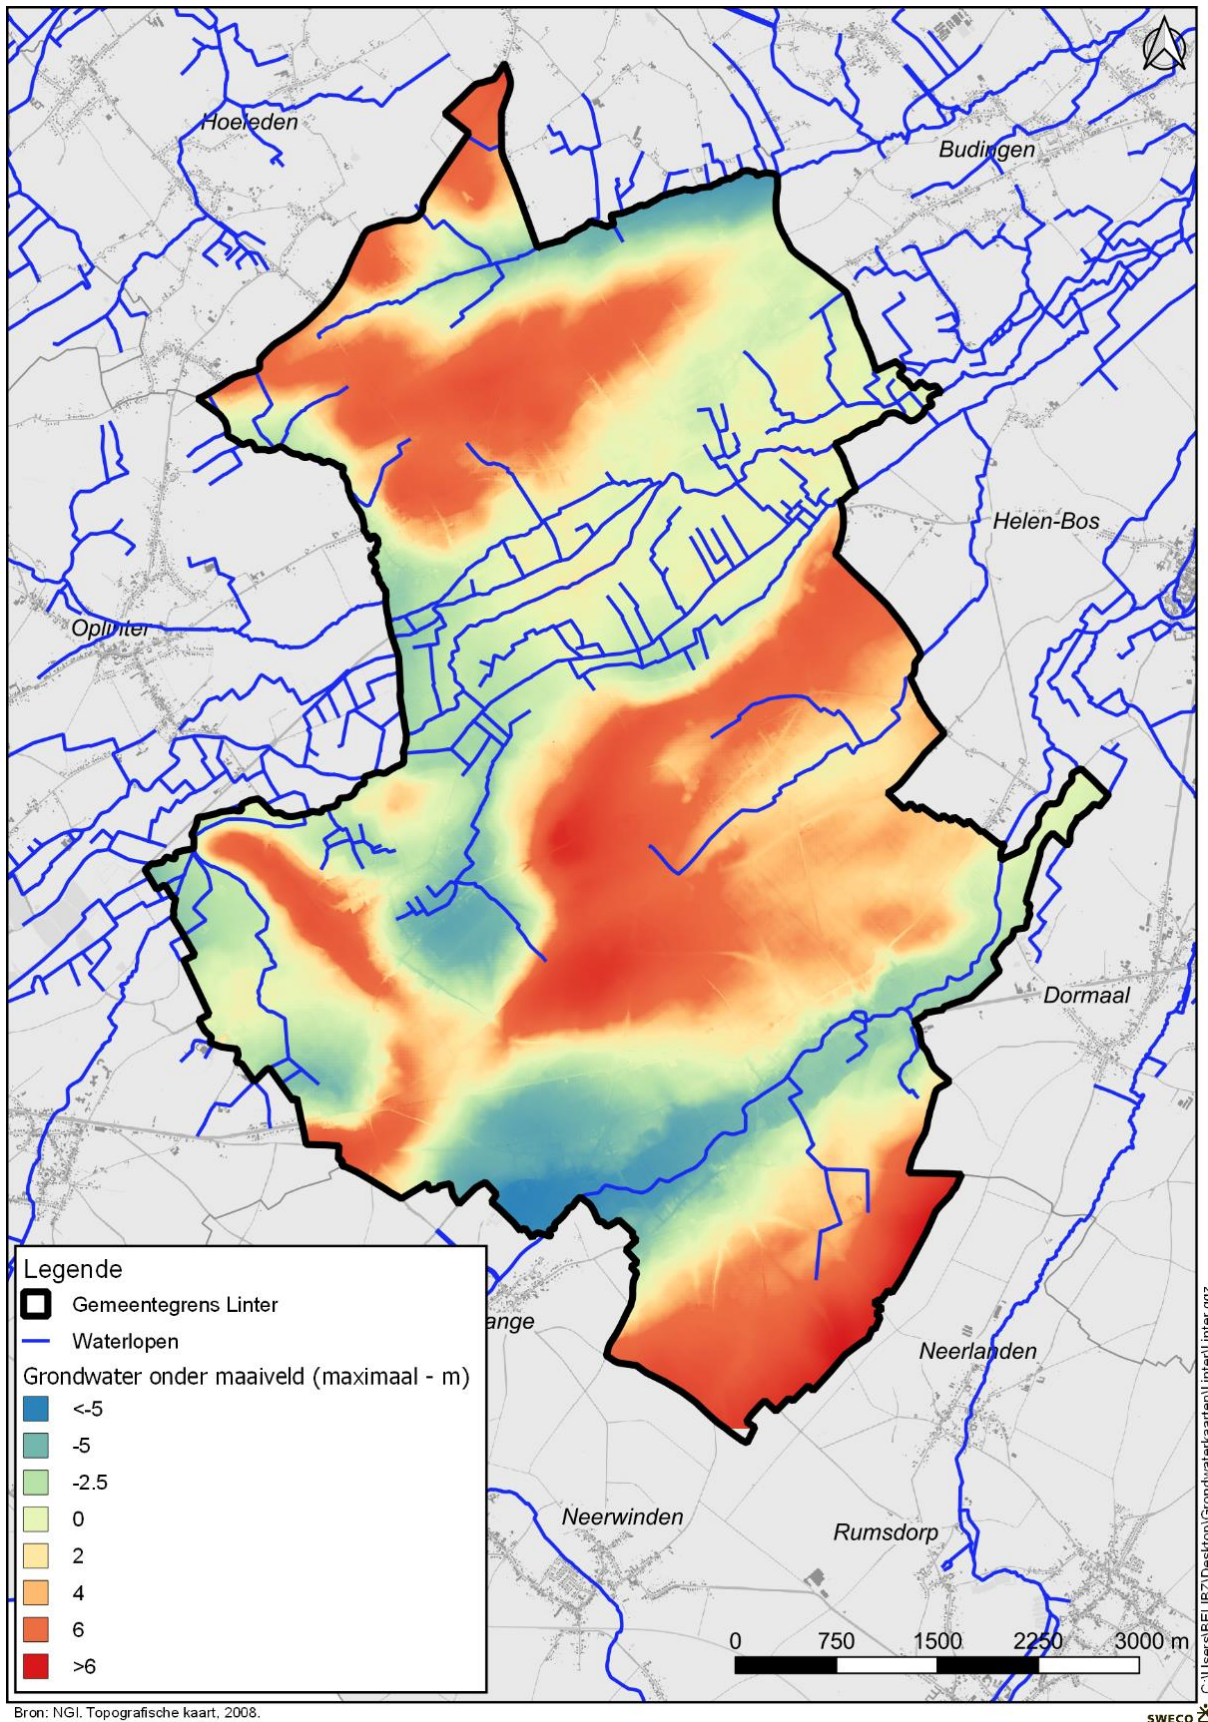 Hoeleden
Budingen
Helen-Bos
Oplinter
Dormaal
ange
Neerlanden
Neerwinden
Rumsdorp
Legende
Gemeentegrens Linter
Waterlopen
Grondwater onder maaiveld (maximaal - m)
<-5
-5
-2.5
0
2
4
6
>6
0 750 1500 2250 3000 m
Bron: NGI. Topografische kaart, 2008.
SWECO